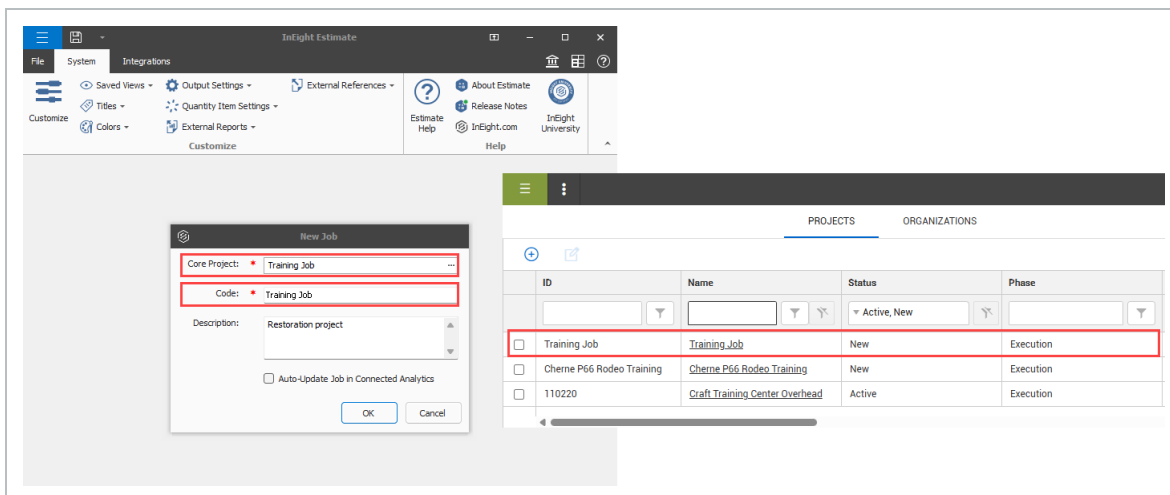 InEight Estimate
File System Integrations
Saved Views Output Settings External References
Titles Quantity Item Settings
Colors External Reports
Customize
Customize
About Estimate
Release Notes
InEight.com
Estimate Help
InEight University
Help
New Job
Core Project: * Training Job ...
Code: * Training Job
Description: Restoration project
Auto-Update Job in Connected Analytics
OK Cancel
PROJECTS ORGANIZATIONS
ID Name Status Phase
Active, New
Training Job Training Job New Execution
Cherne P66 Rodeo Training Cherne P66 Rodeo Training New Execution
110220 Craft Training Center Overhead Active Execution